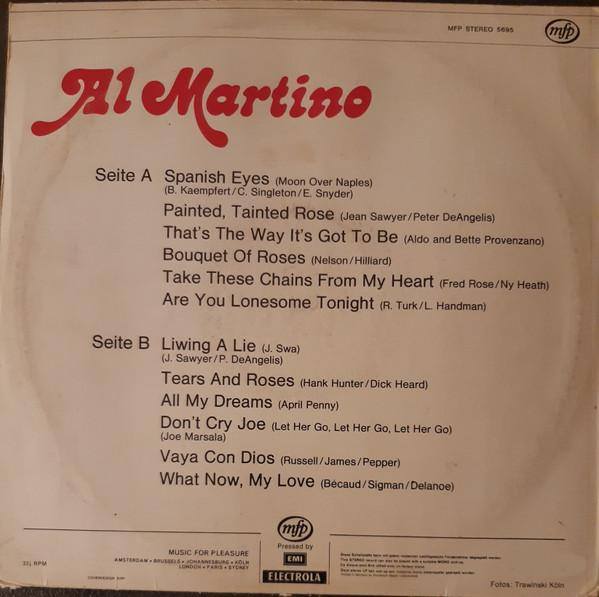 MFP STEREO 5695
mfp
Al Martino
Seite A Spanish Eyes (Moon Over Naples)
(B. Kaempfert/C. Singleton/E. Snyder)
Painted, Tainted Rose (Jean Sawyer/Peter DeAngelis)
That's The Way It's Got To Be (Aldo and Bette Provenzano)
Bouquet Of Roses (Nelson/Hilliard)
Take These Chains From My Heart (Fred Rose/Ny Heath)
Are You Lonesome Tonight (R. Turk/L. Handman)
Seite B Liwing A Lie (J. Swa)
(J. Sawyer/P. DeAngelis)
Tears And Roses (Hank Hunter/Dick Heard)
All My Dreams (April Penny)
Don't Cry Joe (Let Her Go, Let Her Go, Let Her Go)
(Joe Marsala)
Vaya Con Dios (Russell/James/Pepper)
What Now, My Love (Bécaud/Sigman/Delanoe)
mfp
Pressed by
EMI
ELECTROLA
33⅓ RPM
MUSIC FOR PLEASURE
AMSTERDAM • BRUSSELS • JOHANNESBURG • KÖLN
LONDON • PARIS • SYDNEY
Fotos: Trawinski Köln